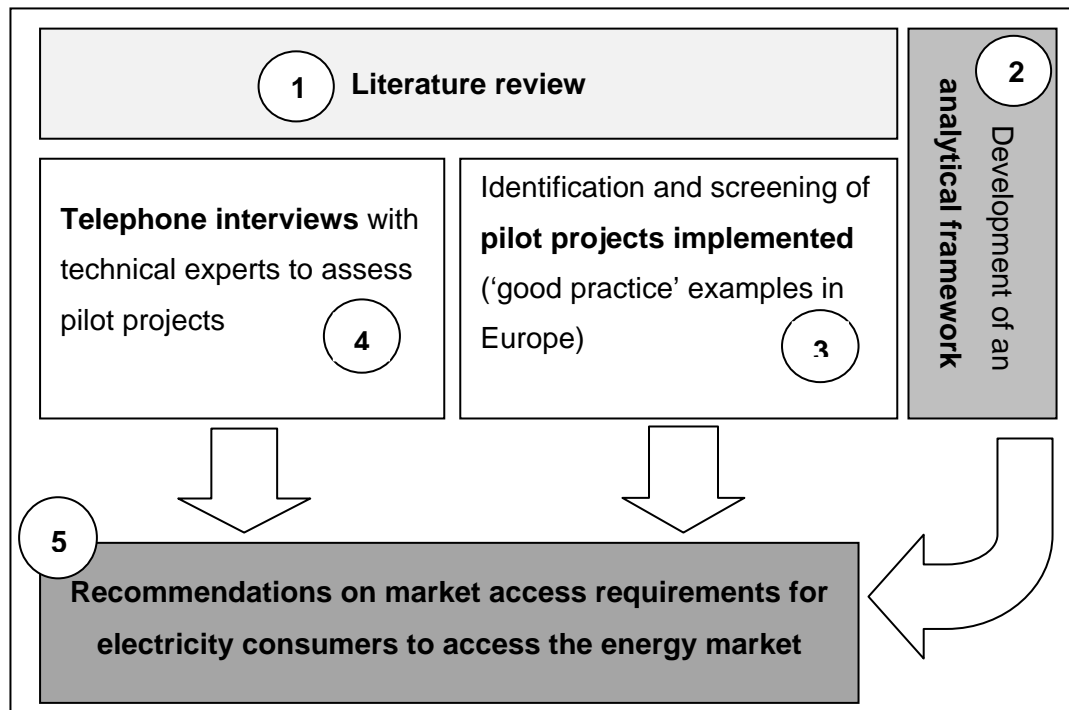 1
Literature review
2
Development of an
analytical framework
Telephone interviews with
technical experts to assess
pilot projects
4
Identification and screening of
pilot projects implemented
(‘good practice’ examples in
Europe)
3
5
Recommendations on market access requirements for
electricity consumers to access the energy market